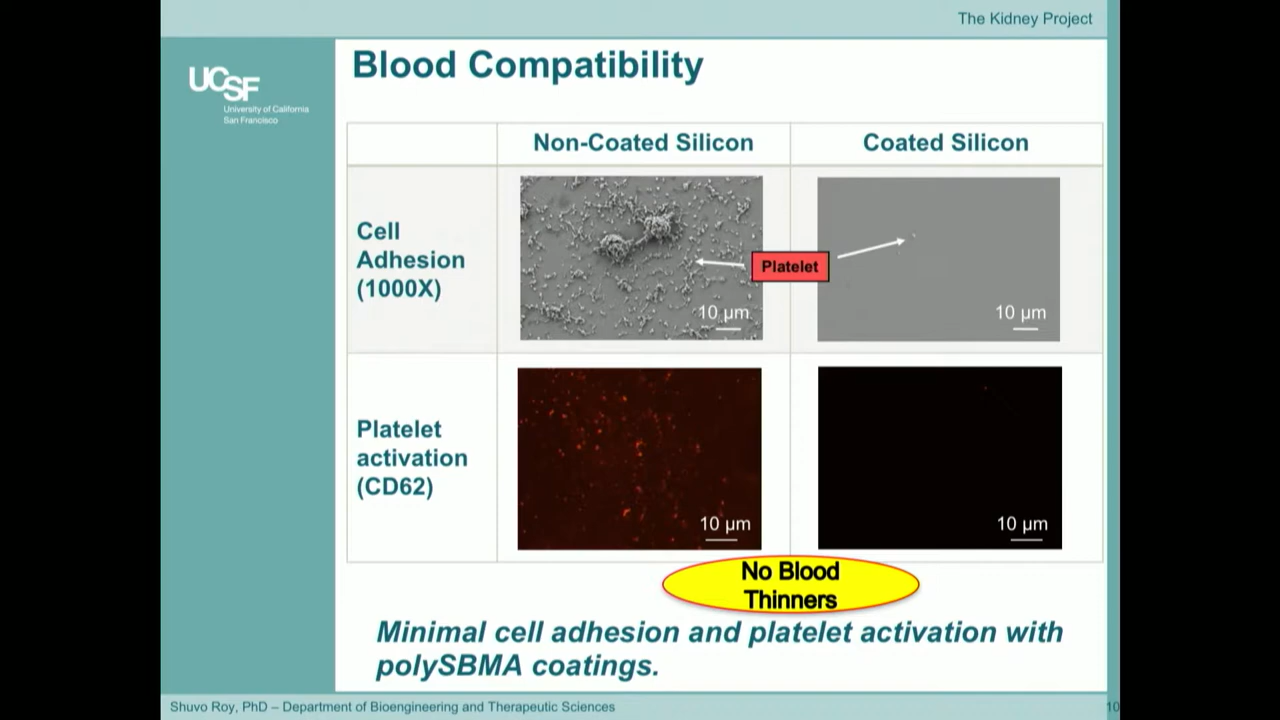 The Kidney Project
UCSF
University of California
San Francisco
Blood Compatibility
Non-Coated Silicon
Coated Silicon
Cell
Adhesion
(1000X)
Platelet
10 µm
10 µm
Platelet
activation
(CD62)
10 µm
10 µm
No Blood
Thinners
Minimal cell adhesion and platelet activation with
polySBMA coatings.
Shuvo Roy, PhD – Department of Bioengineering and Therapeutic Sciences
10